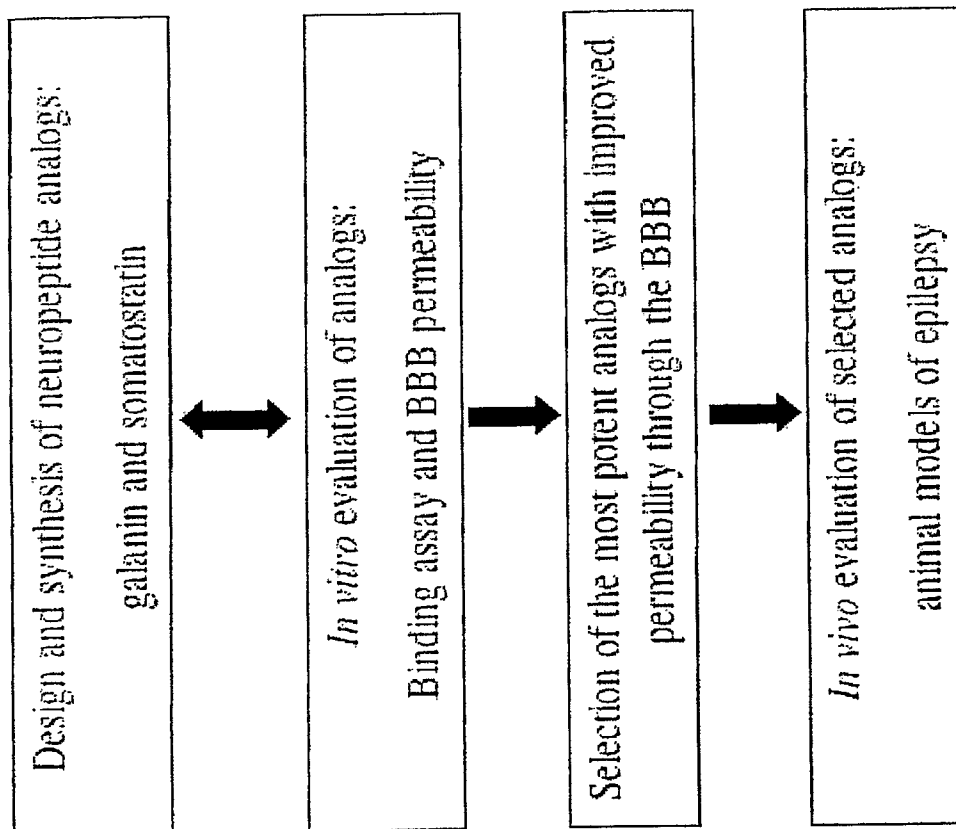 Design and synthesis of neuropeptide analogs:
galanin and somatostatin
In vitro evaluation of analogs:
Binding assay and BBB permeability
Selection of the most potent analogs with improved
permeability through the BBB
In vivo evaluation of selected analogs:
animal models of epilepsy